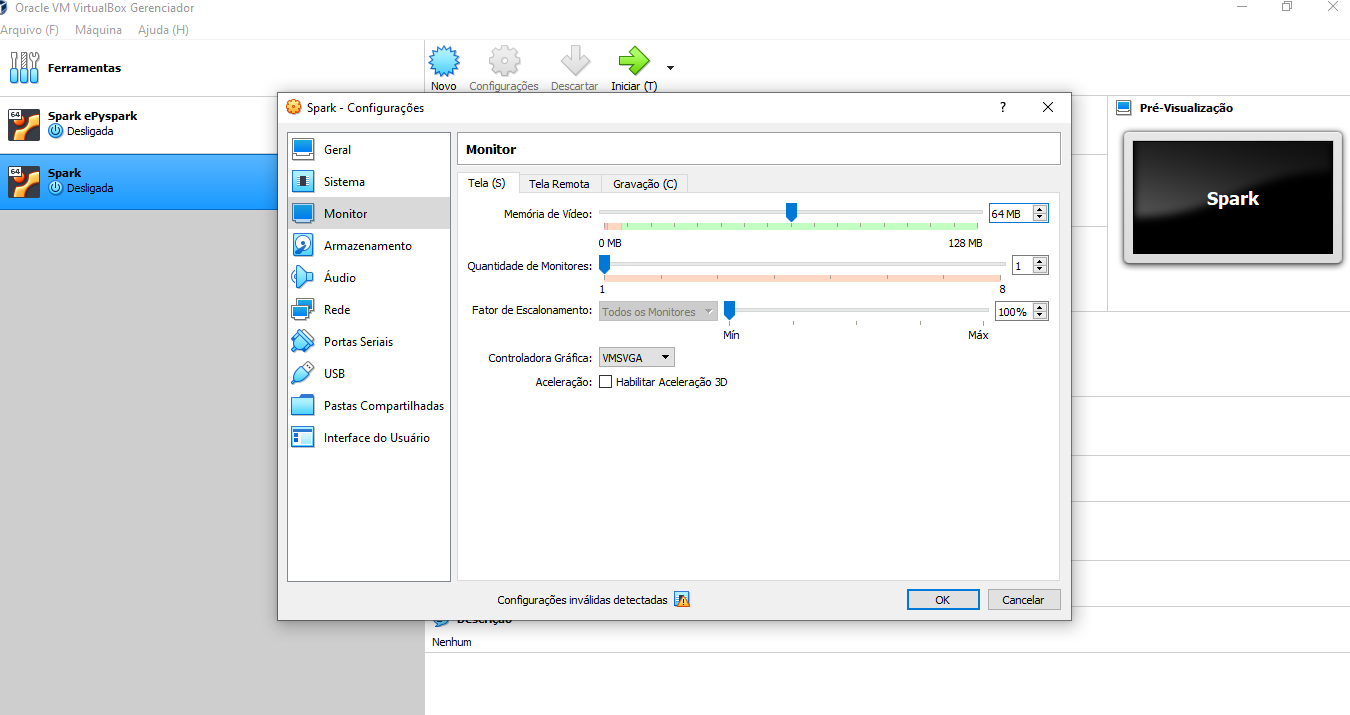 Oracle VM VirtualBox Gerenciador
Arquivo (F) Máquina Ajuda (H)
Ferramentas
Novo Configurações Descartar Iniciar (T)
64
Spark ePyspark
Desligada
64
Spark
Desligada
Spark - Configurações
?
Geral
Sistema
Monitor
Armazenamento
Áudio
Rede
Portas Seriais
USB
Pastas Compartilhadas
Interface do Usuário
Monitor
Tela (S) Tela Remota Gravação (C)
Memória de Vídeo: 64 MB
0 MB 128 MB
Quantidade de Monitores: 1
1 8
Fator de Escalonamento: Todos os Monitores 100%
Mín Máx
Controladora Gráfica: VMSVGA
Aceleração: Habilitar Aceleração 3D
Configurações inválidas detectadas
OK Cancelar
Pré-Visualização
Spark
Descrição
Nenhum